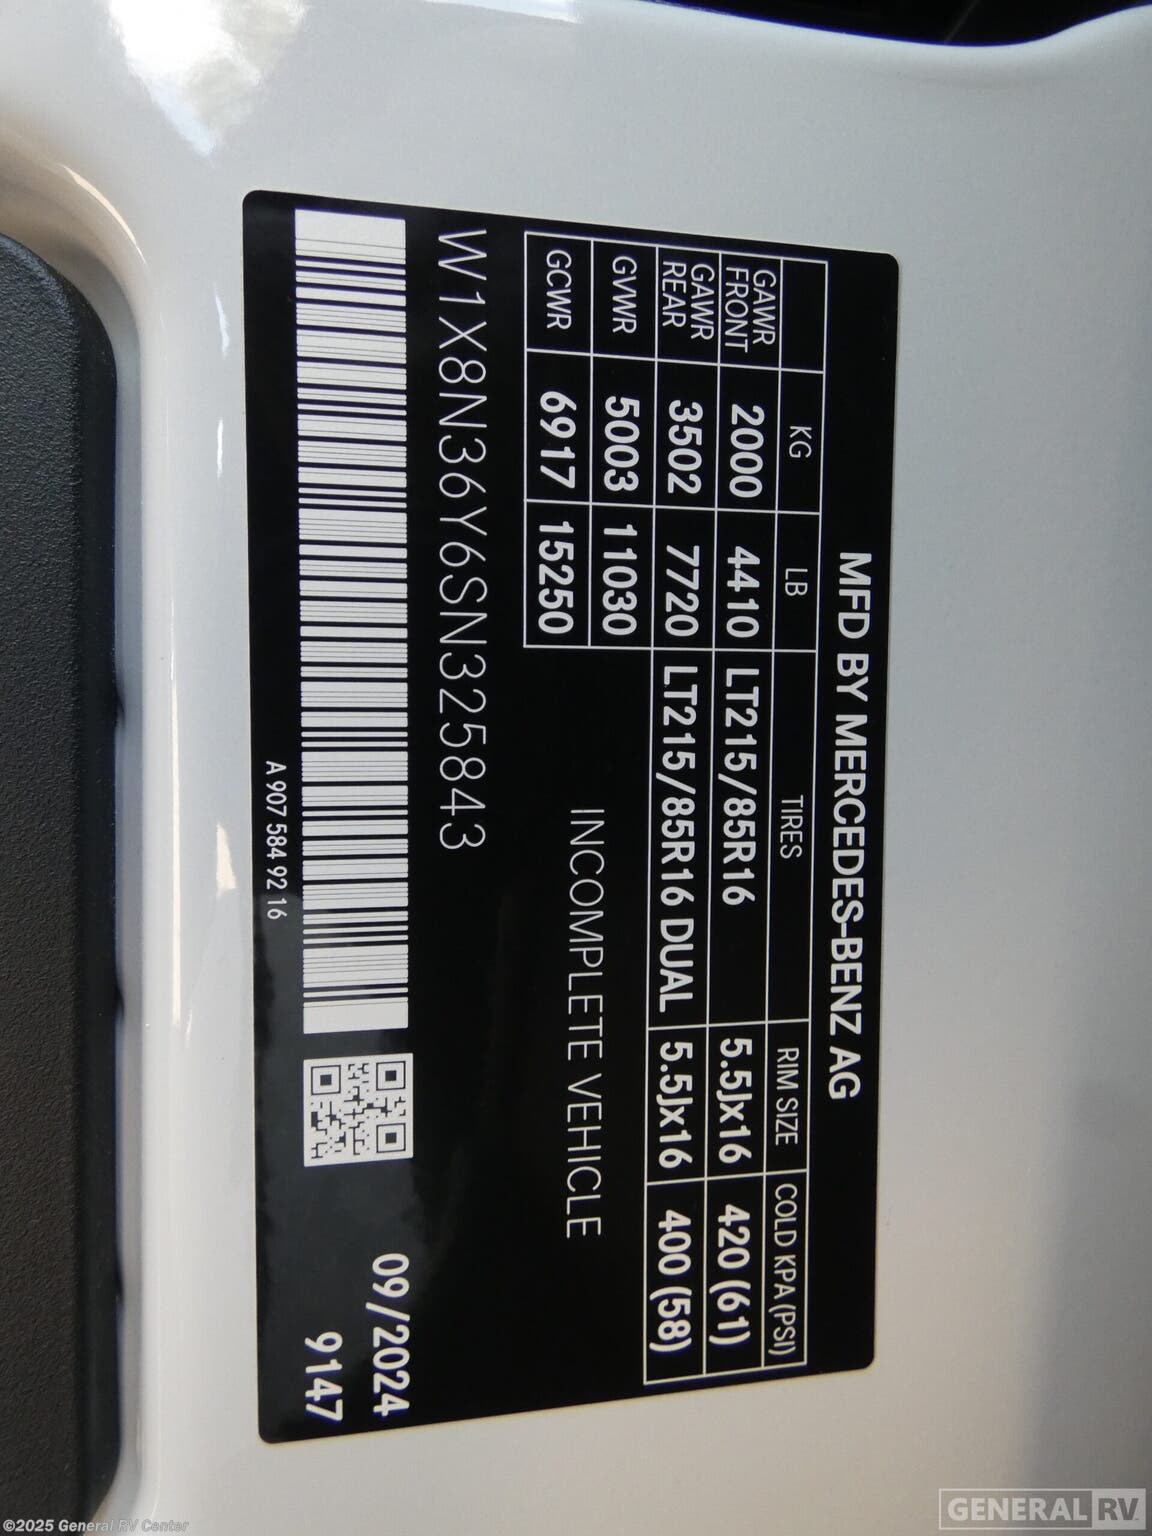 MFD BY MERCEDES-BENZ AG
KG LB TIRES RIM SIZE COLD KPA (PSI)
GAWR FRONT 2000 4410 LT215/85R16 5.5Jx16 420 (61)
GAWR REAR 3502 7720 LT215/85R16 DUAL 5.5Jx16 400 (58)
GVWR 5003 11030
GCWR 6917 15250
INCOMPLETE VEHICLE
W1X8N36Y6SN325843
09/2024
9147
A 907 584 92 16
©2025 General RV Center
GENERAL RV